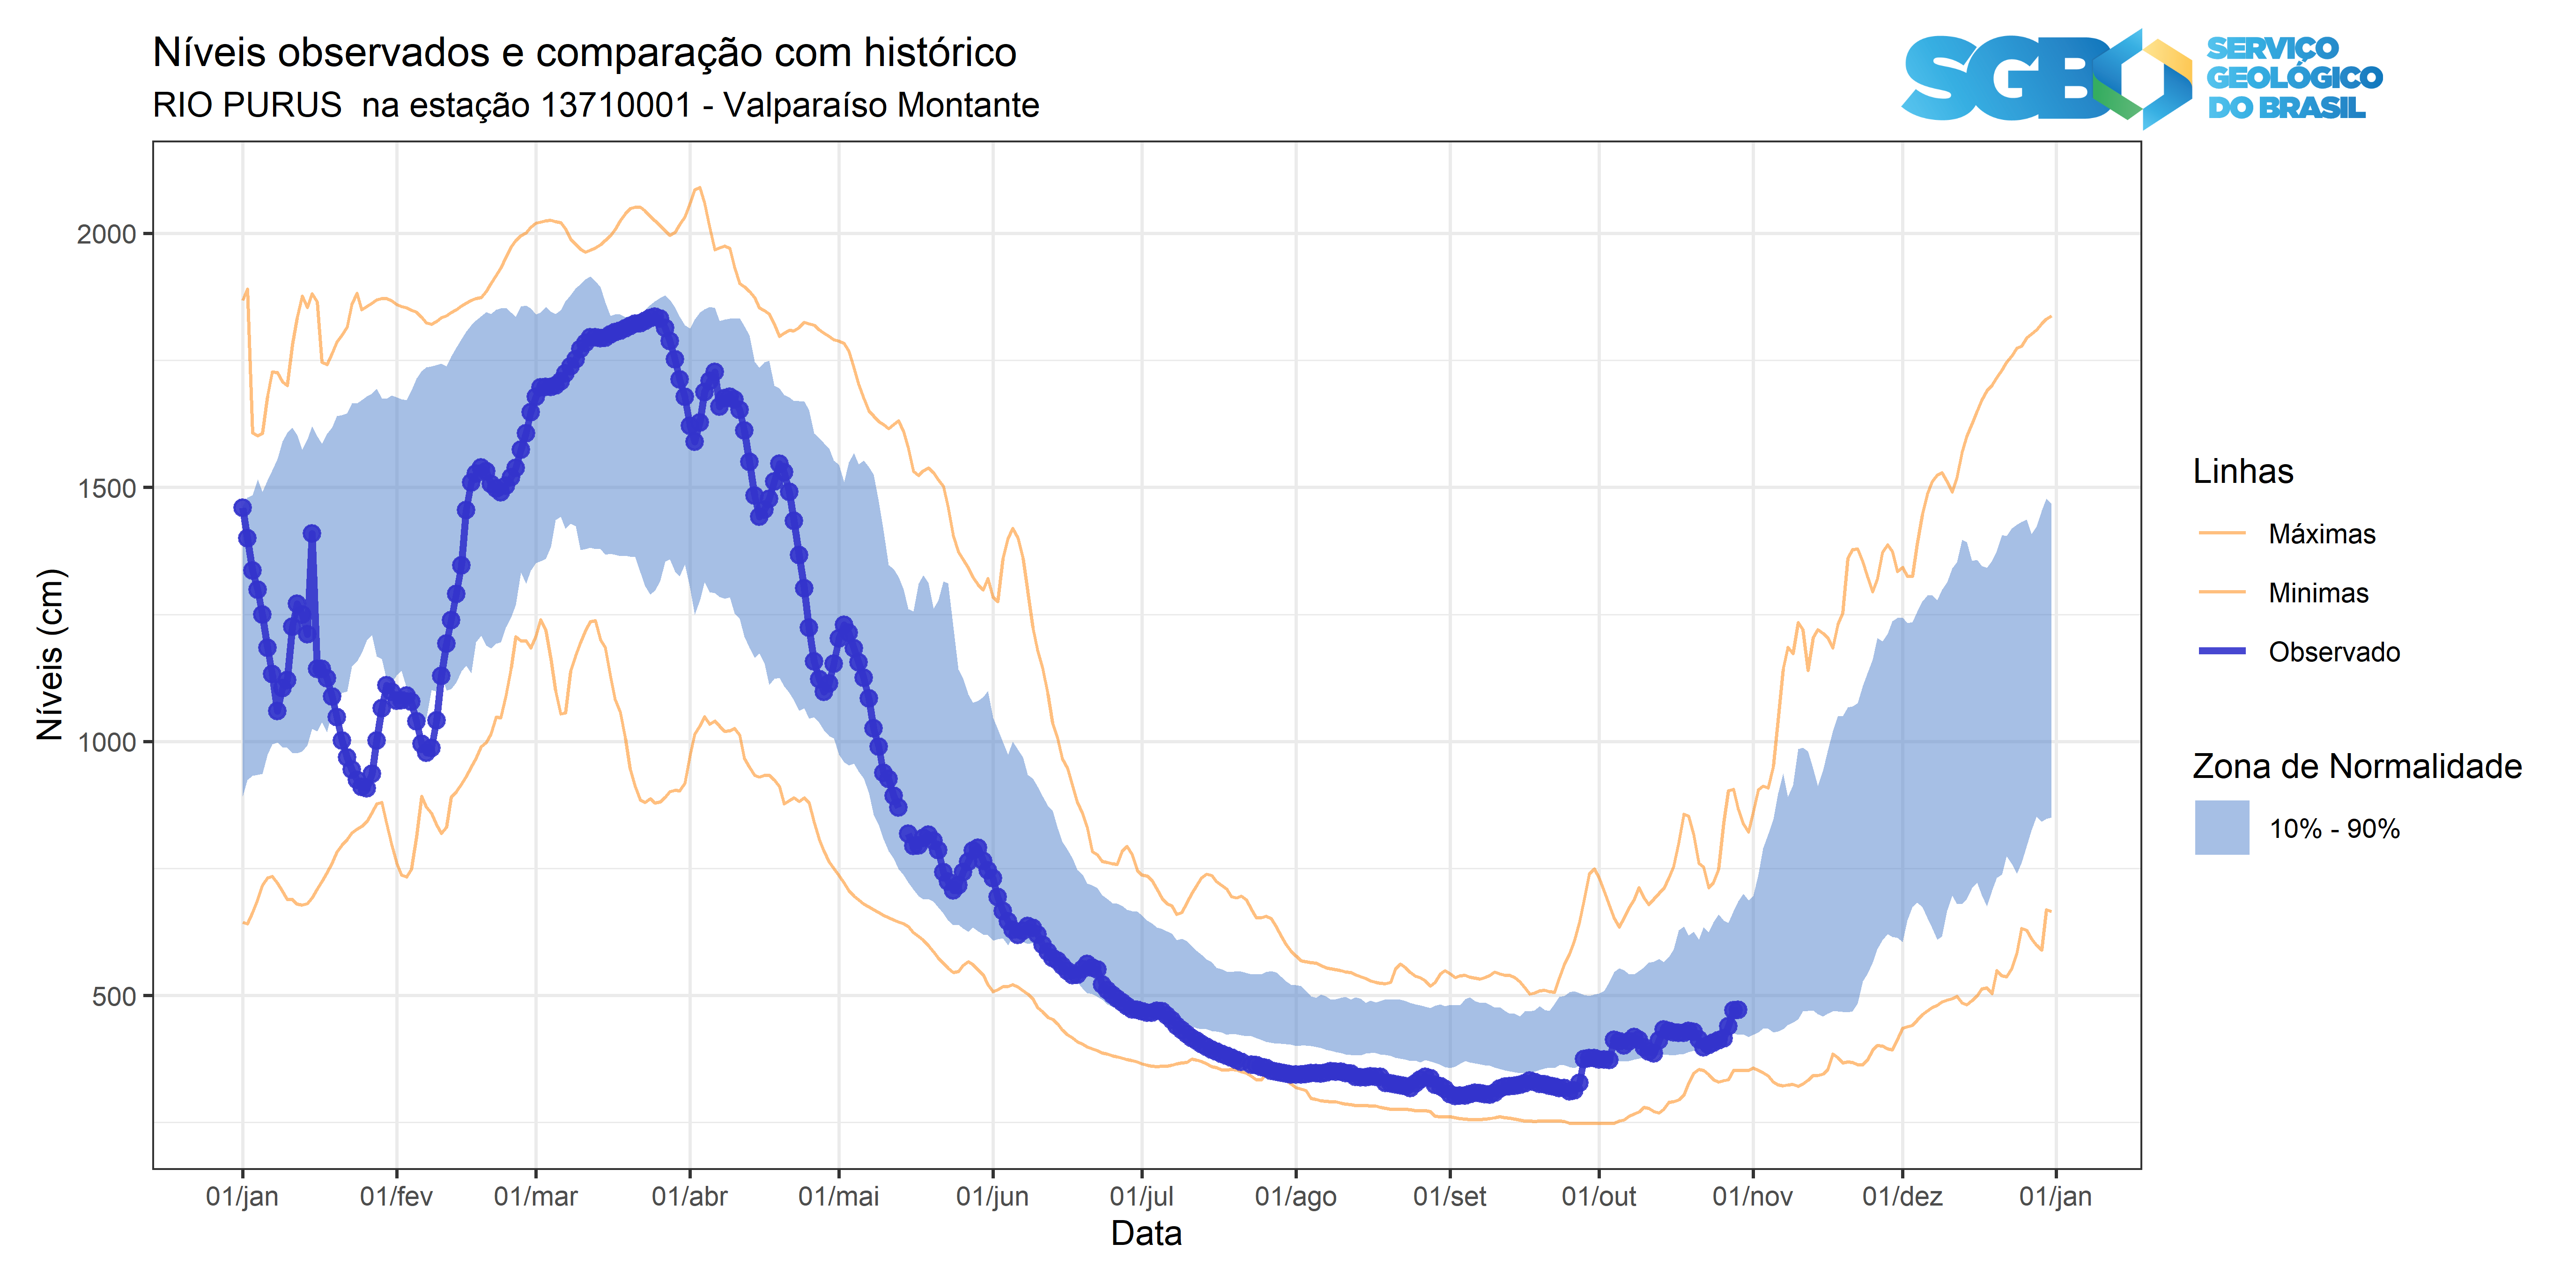 Níveis observados e comparação com histórico
RIO PURUS  na estação 13710001 - Valparaíso Montante
SGB
SERVIÇO
GEOLÓGICO
DO BRASIL
Níveis (cm)
2000
1500
1000
500
01/jan
01/fev
01/mar
01/abr
01/mai
01/jun
01/jul
01/ago
01/set
01/out
01/nov
01/dez
01/jan
Data
Linhas
Máximas
Minimas
Observado
Zona de Normalidade
10% - 90%